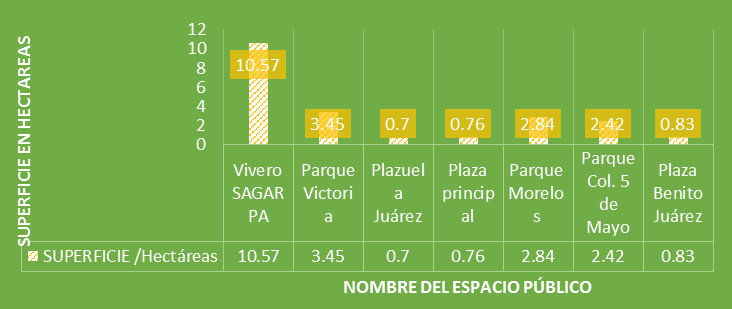 SUPERFICIE EN HECTAREAS
12
10
8
6
4
2
0
10.57
3.45
0.7
0.76
2.84
2.42
0.83
Vivero
SAGAR
PA
Parque
Victori
a
Plazuel
a
Juárez
Plaza
princip
al
Parque
Morelo
s
Parque
Col. 5
de
Mayo
Plaza
Benito
Juárez
SUPERFICIE /Hectáreas 10.57 3.45 0.7 0.76 2.84 2.42 0.83
NOMBRE DEL ESPACIO PÚBLICO